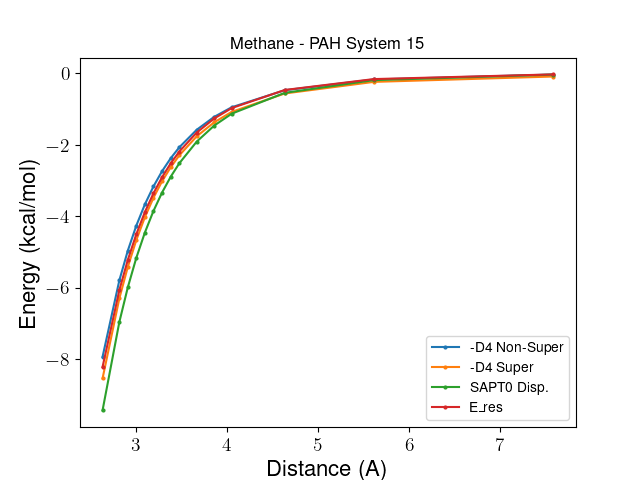 Methane - PAH System 15
Energy (kcal/mol)
0
−2
−4
−6
−8
3
4
5
6
7
Distance (A)
-D4 Non-Super
-D4 Super
SAPT0 Disp.
E_res